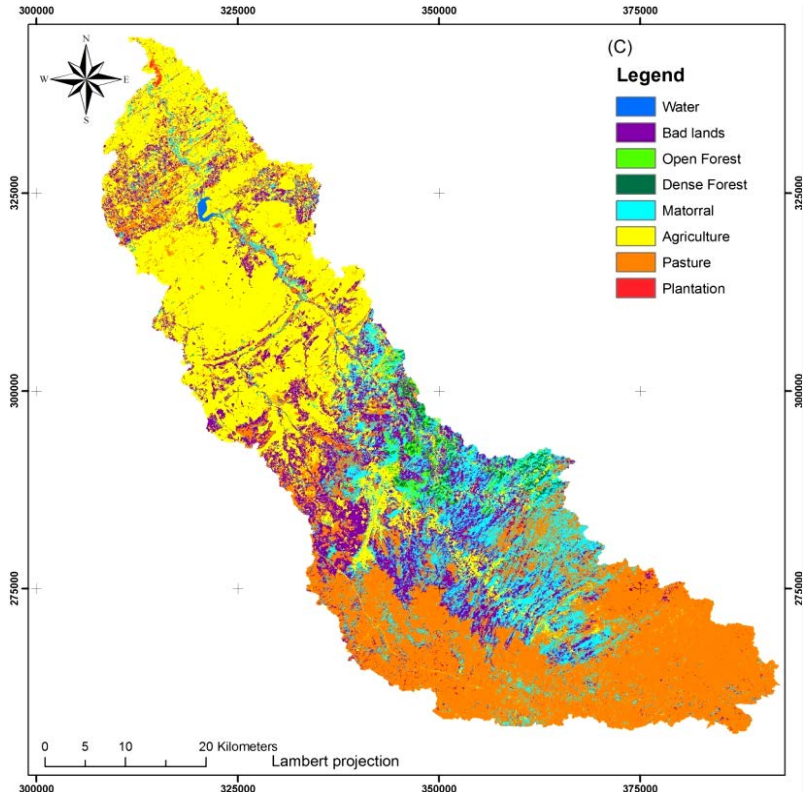 300000 325000 350000 375000
(C)
N
W E
S
Legend
Water
Bad lands
Open Forest
Dense Forest
Matorral
Agriculture
Pasture
Plantation
325000 325000
300000 300000
275000 275000
0 5 10 20 Kilometers
Lambert projection
300000 325000 350000 375000